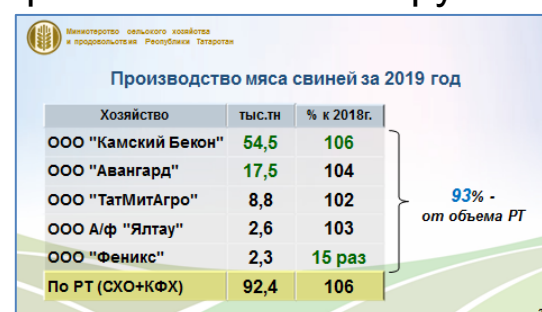 Министерство сельского хозяйства
и продовольствия Республики Татарстан
Производство мяса свиней за 2019 год
Хозяйство тыс.тн % к 2018г.
ООО "Камский Бекон" 54,5 106
ООО "Авангард" 17,5 104
ООО "ТатМитАгро" 8,8 102
ООО А/ф "Ялтау" 2,6 103
ООО "Феникс" 2,3 15 раз
93% -
от объема РТ
По РТ (СХО+КФХ) 92,4 106